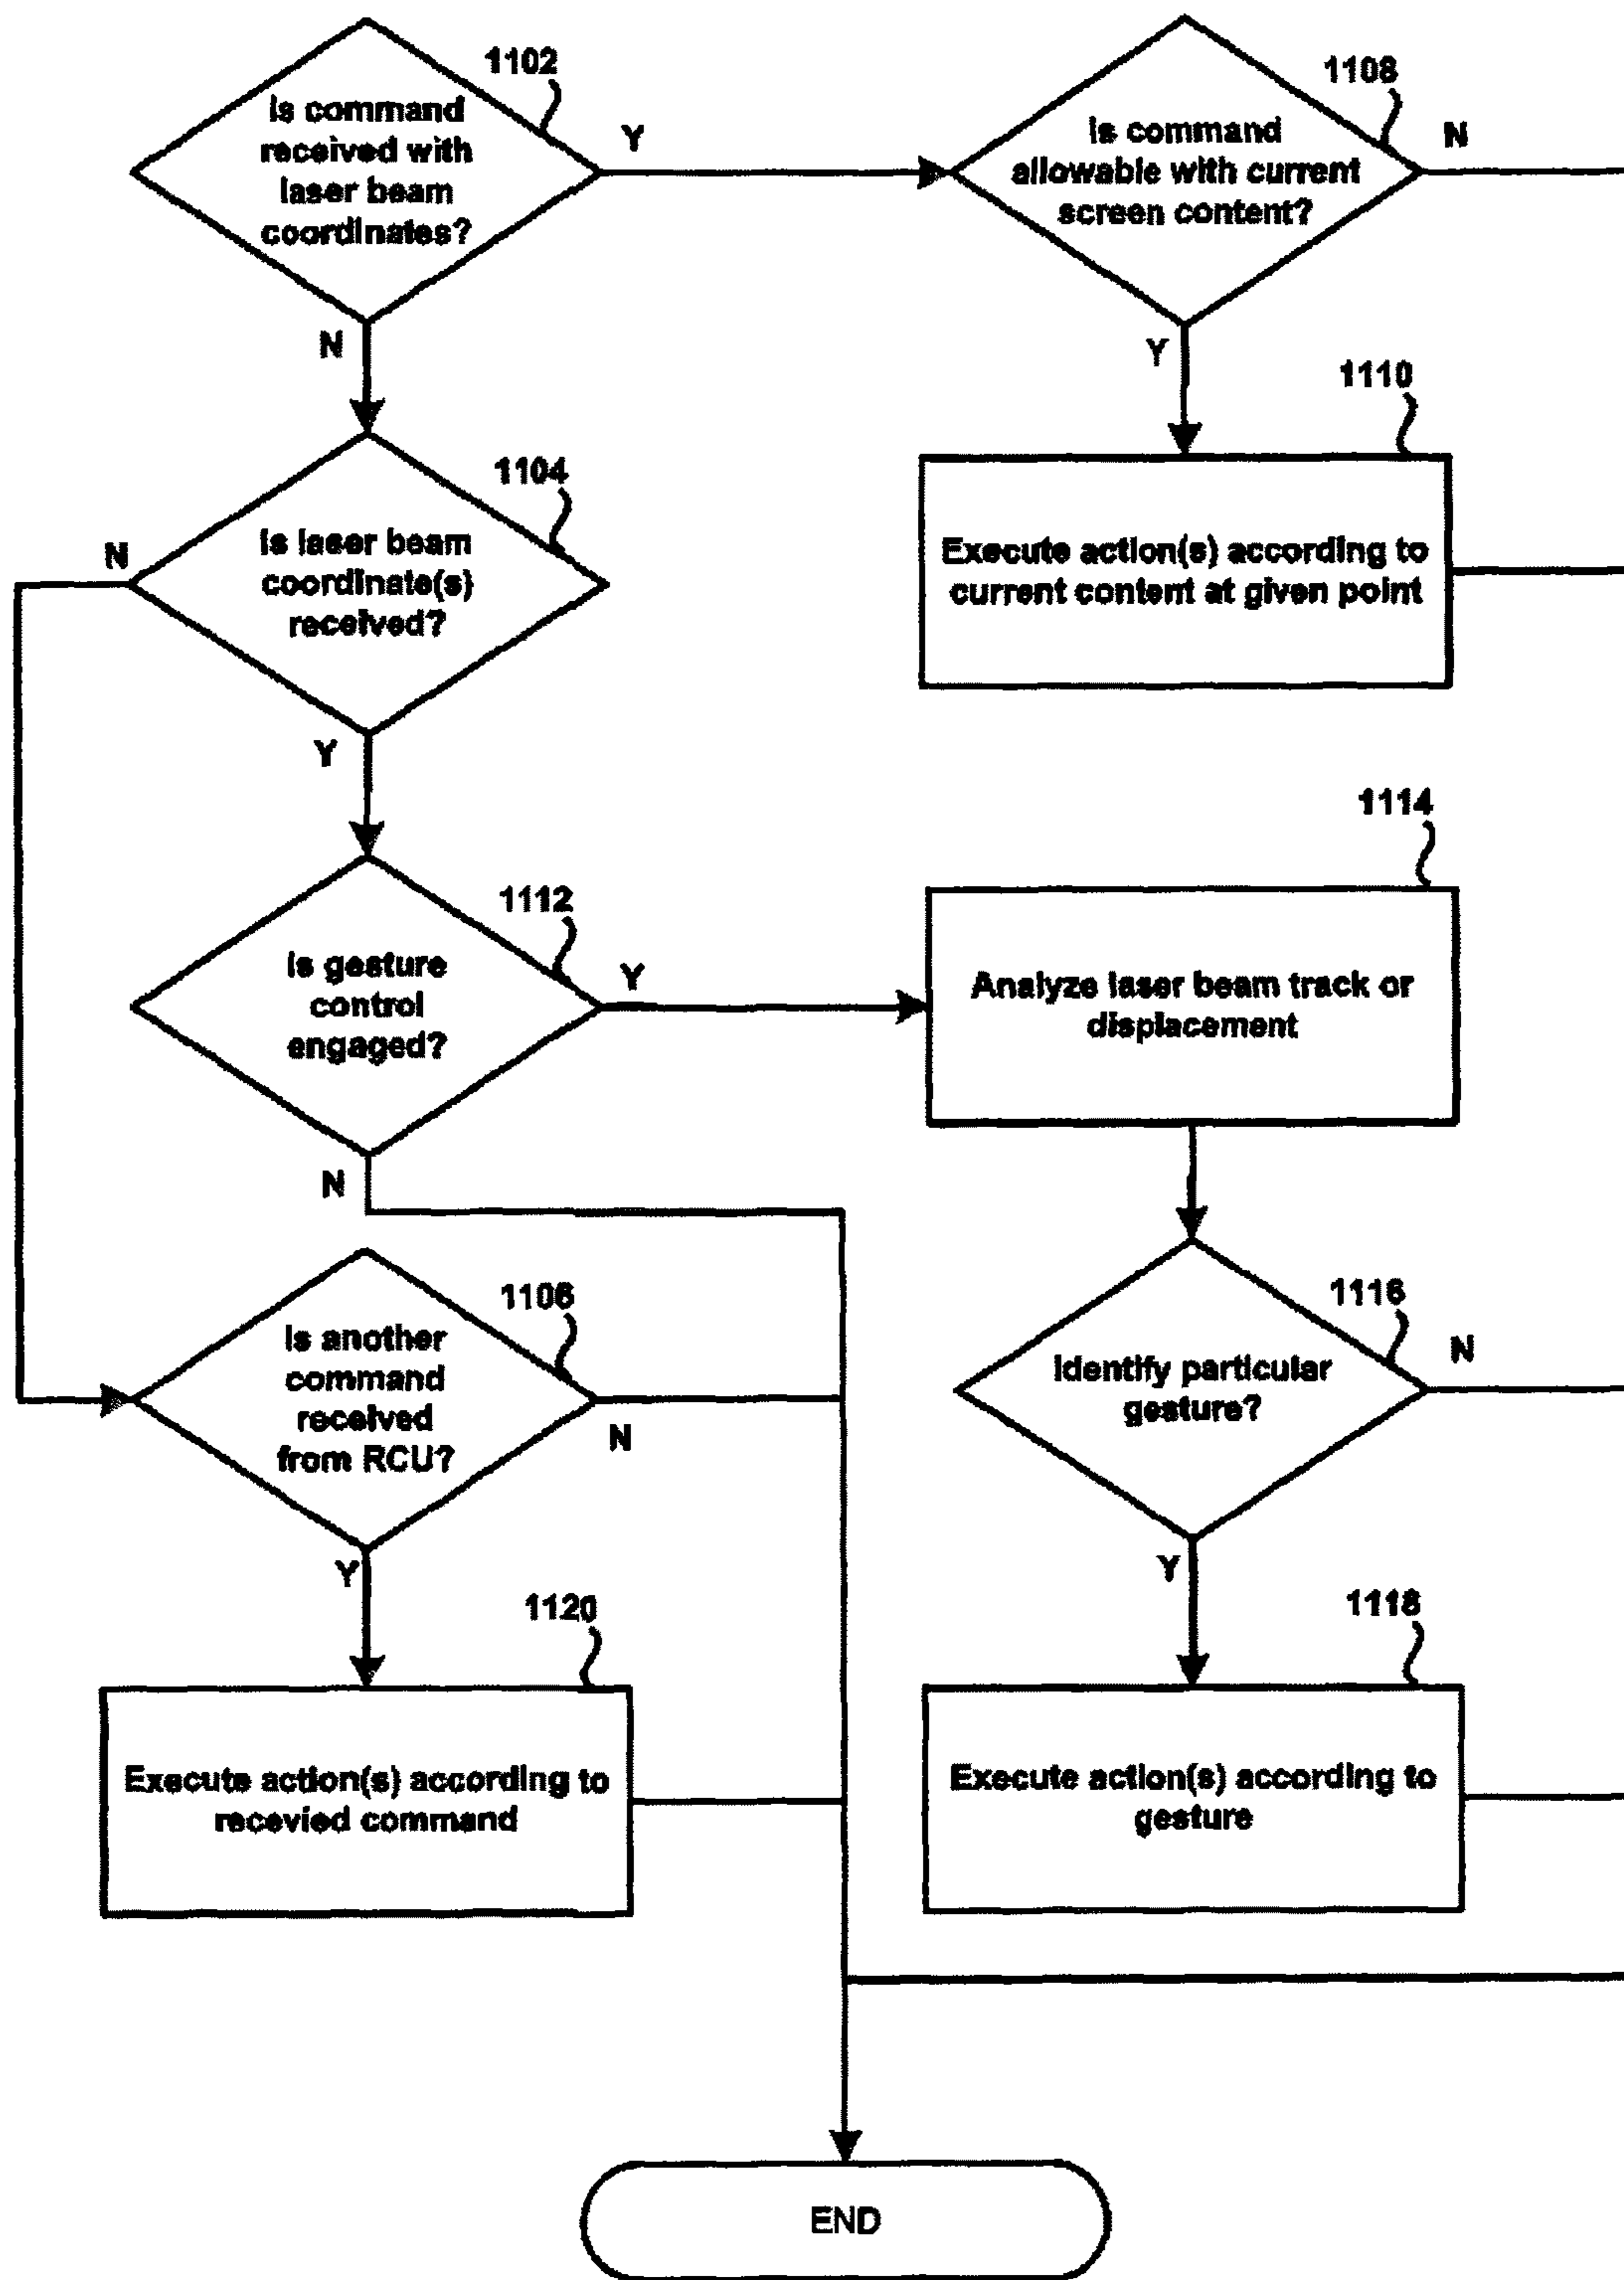 1102
Is command
received with
laser beam
coordinates?
Y
N
1108
Is command
allowable with current
screen content?
N
Y
1110
Execute action(s) according to
current content at given point
1104
Is laser beam
coordinate(s)
received?
N
Y
1112
Is gesture
control
engaged?
Y
N
1114
Analyze laser beam track or
displacement
1116
Identify particular
gesture?
N
Y
1118
Execute action(s) according to
gesture
1106
Is another
command
received
from RCU?
N
Y
1120
Execute action(s) according to
recevied command
END